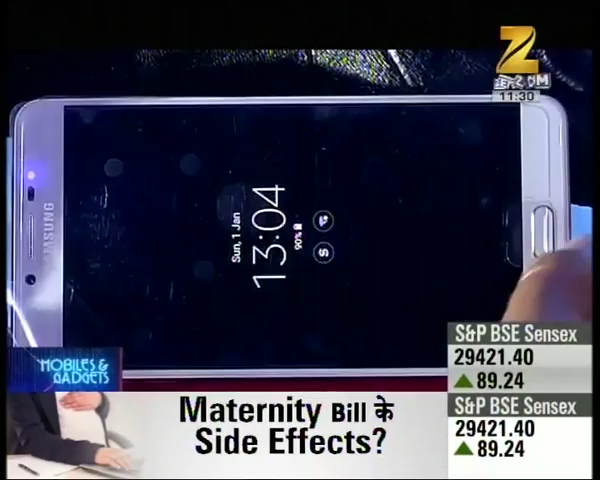 11:30
SAMSUNG
Sun, 1 Jan
13:04
90%
MOBILES &
GADGETS
Maternity Bill के
Side Effects?
S&P BSE Sensex
29421.40
▲ 89.24
S&P BSE Sensex
29421.40
▲ 89.24